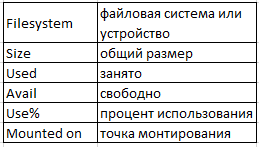 Filesystem файловая система или
устройство
Size общий размер
Used занято
Avail свободно
Use% процент использования
Mounted on точка монтирования